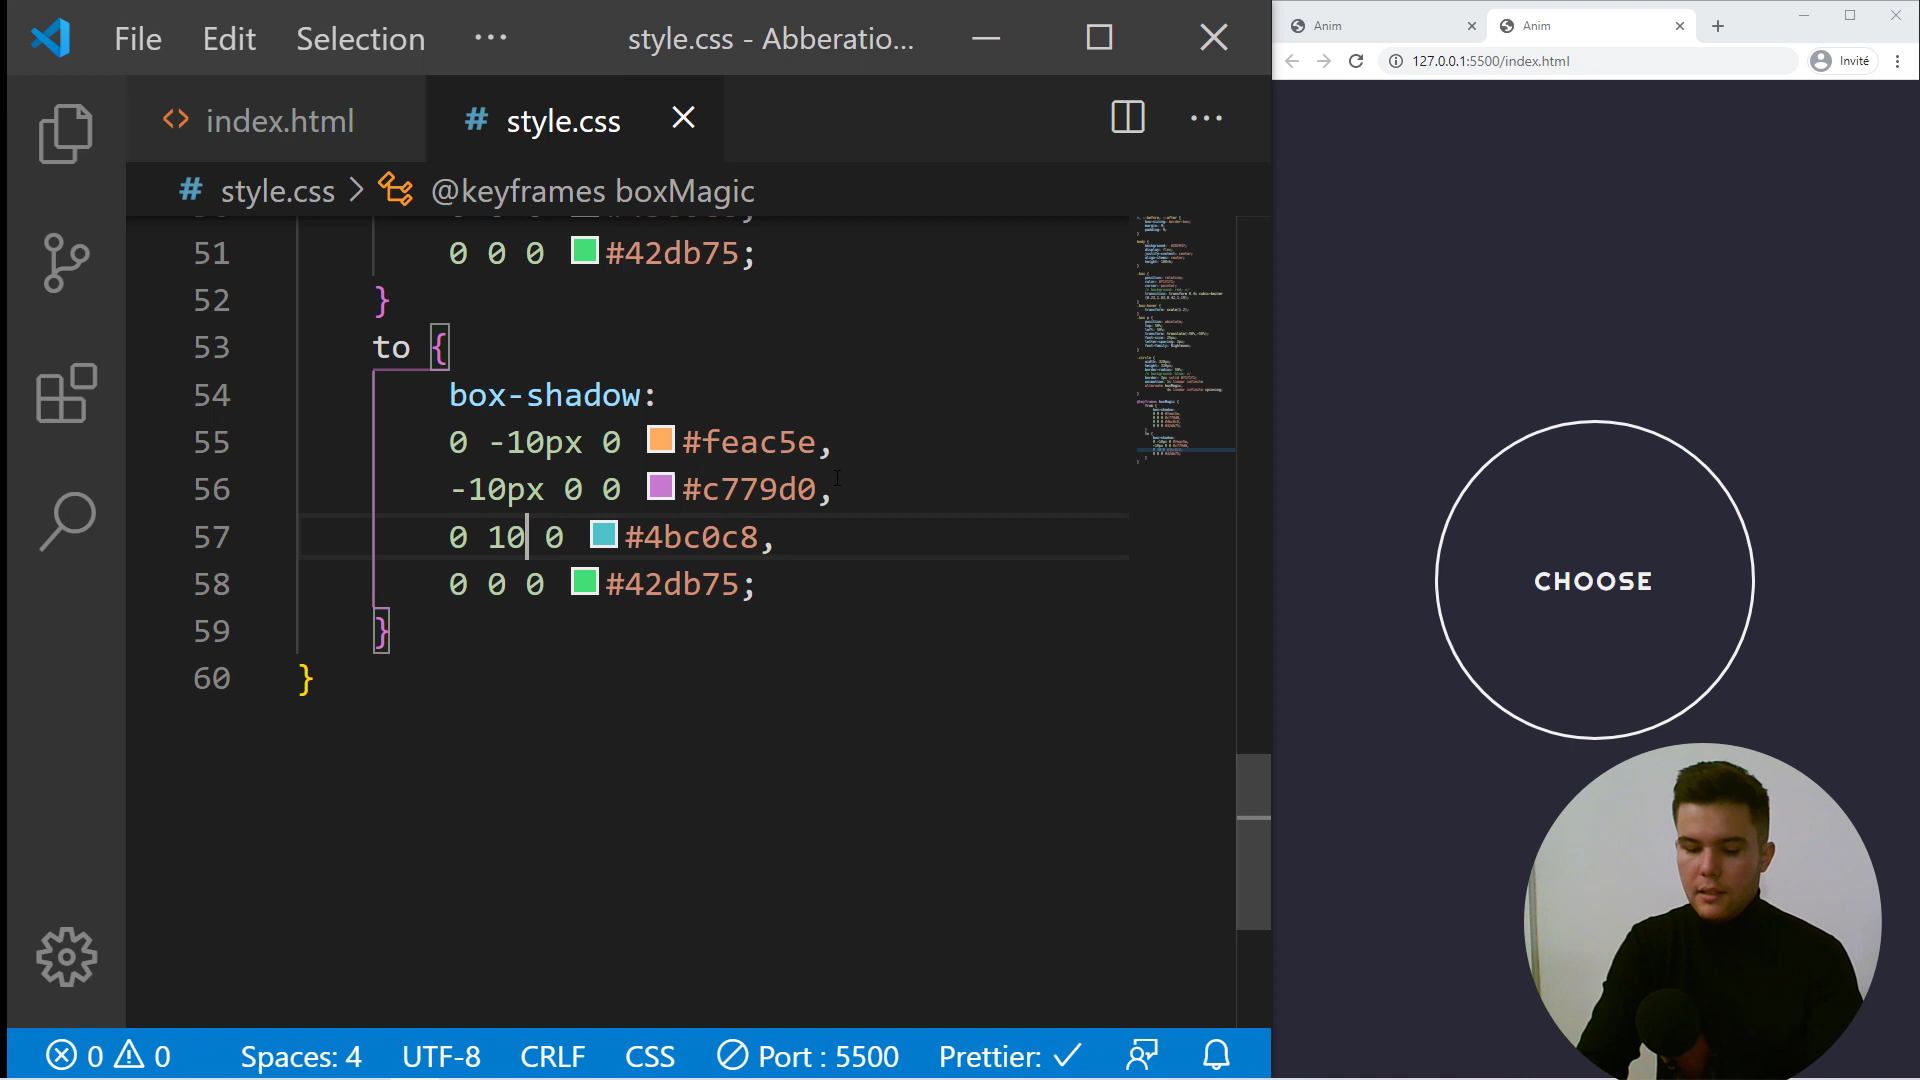 File Edit Selection ··· style.css - Abberatio...
index.html style.css
style.css > @keyframes boxMagic
51 0 0 0 #42db75;
52 }
53 to {
54 box-shadow:
55 0 -10px 0 #feac5e,
56 -10px 0 0 #c779d0,
57 0 10 0 #4bc0c8,
58 0 0 0 #42db75;
59 }
60 }
0 0 Spaces: 4 UTF-8 CRLF CSS Port : 5500 Prettier:
Anim Anim
127.0.0.1:5500/index.html Invité
CHOOSE